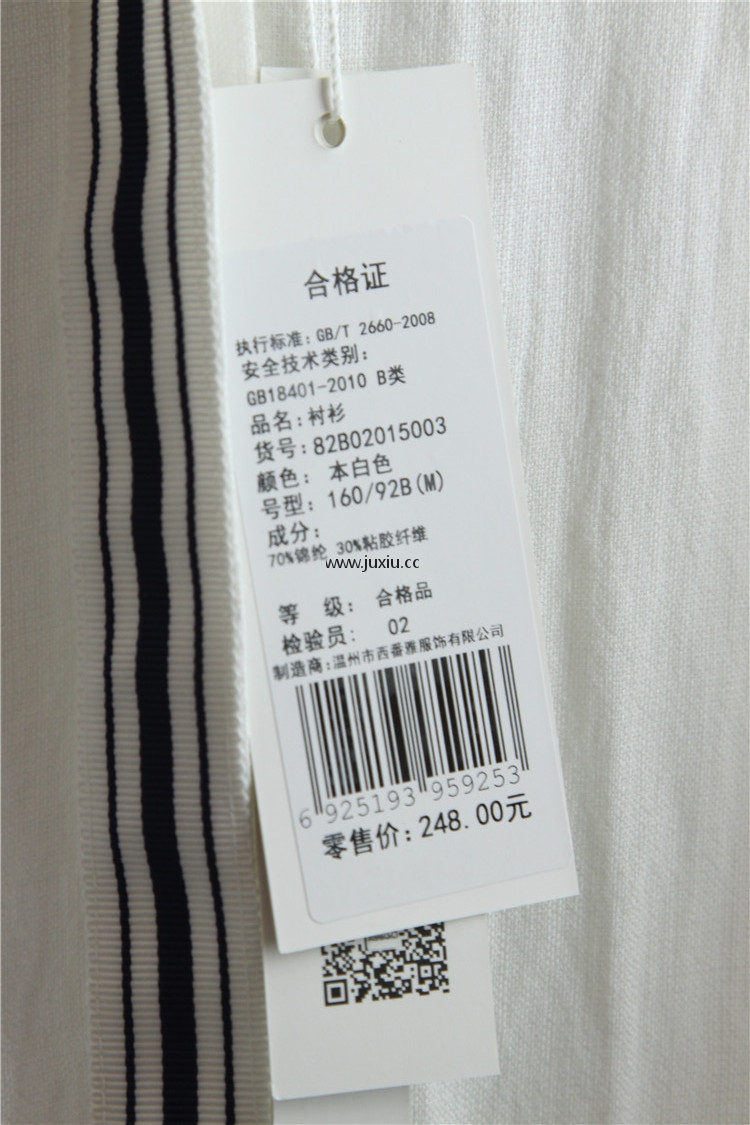 合格证
执行标准: GB/T 2660-2008
安全技术类别:
GB18401-2010 B类
品名: 衬衫
货号: 82B02015003
颜色: 本白色
号型: 160/92B(M)
成分:
70%锦纶 30%粘胶纤维
www.juxiu.cc
等 级: 合格品
检验员: 02
制造商: 温州市西番雅服饰有限公司
6 925193 959253
零售价: 248.00元